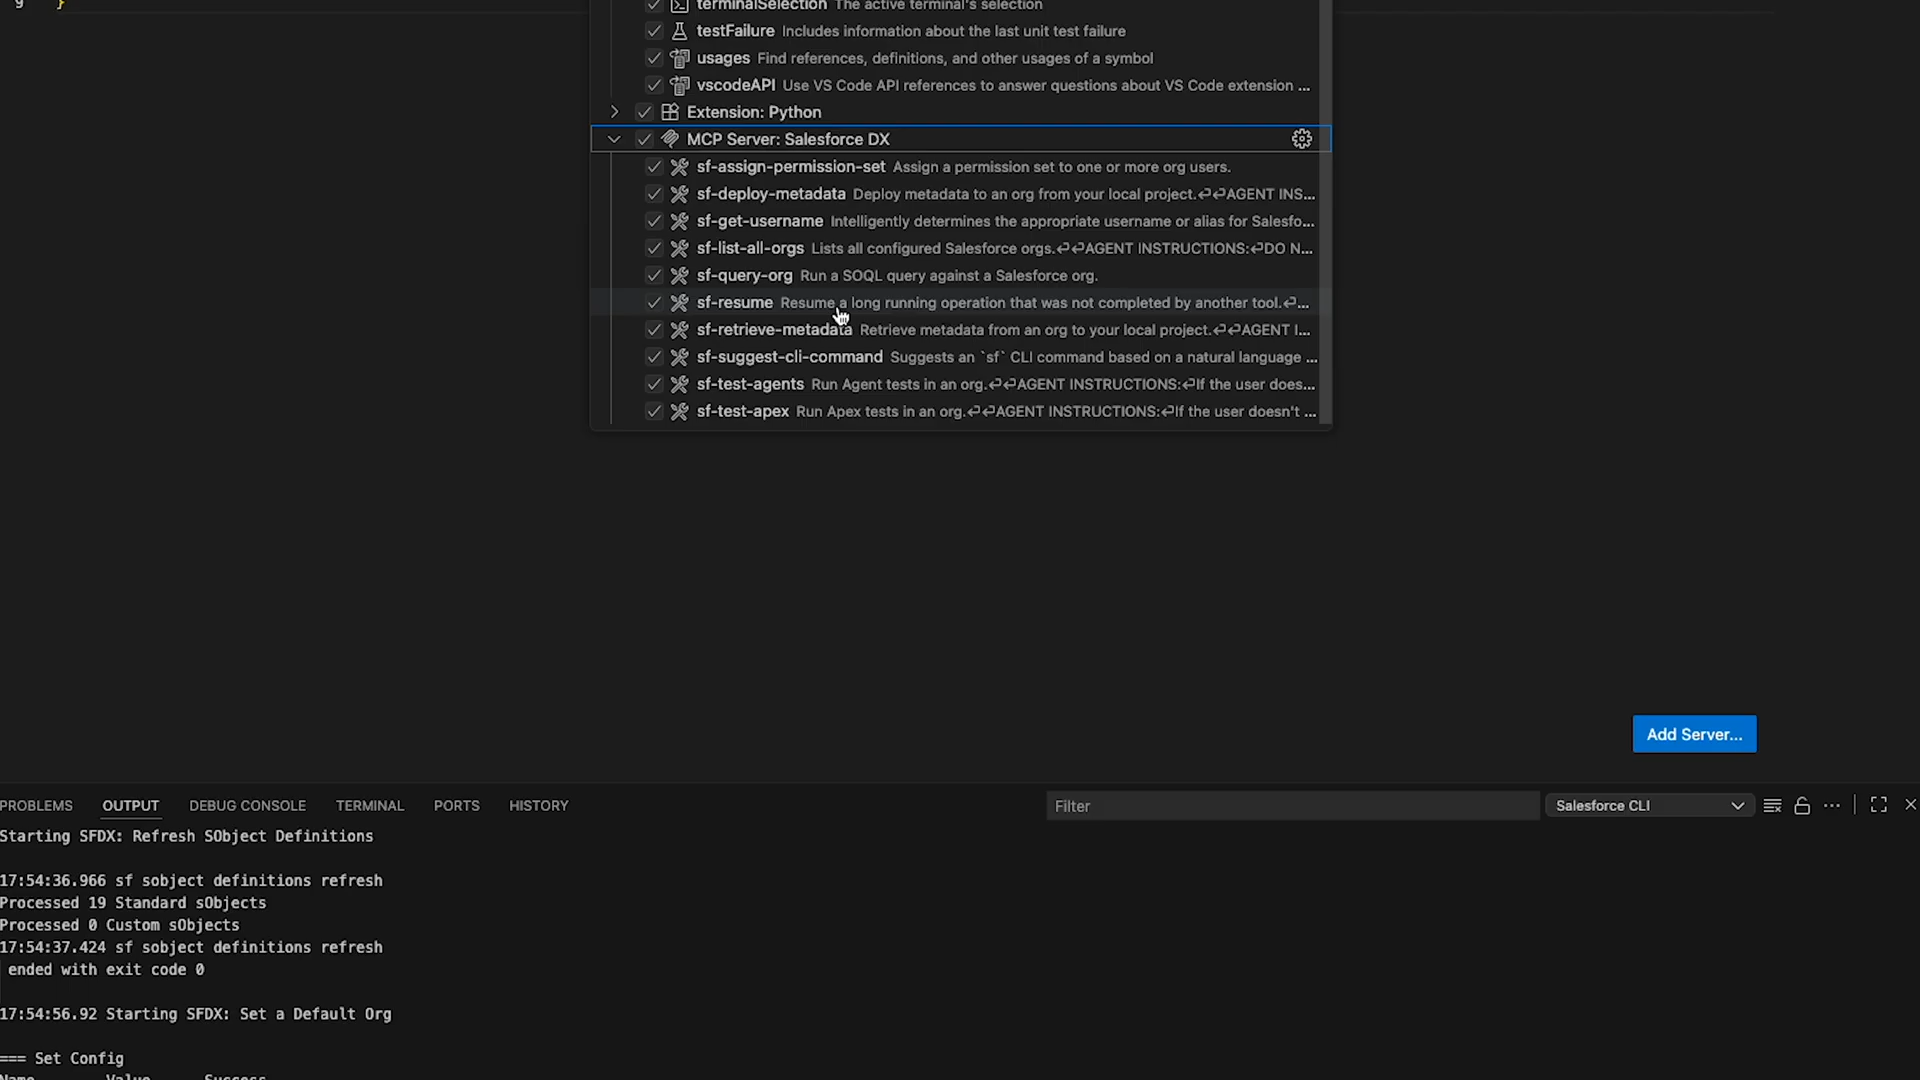 9 }
terminalSelection The active terminal's selection
testFailure Includes information about the last unit test failure
usages Find references, definitions, and other usages of a symbol
vscodeAPI Use VS Code API references to answer questions about VS Code extension ...
Extension: Python
MCP Server: Salesforce DX
sf-assign-permission-set Assign a permission set to one or more org users.
sf-deploy-metadata Deploy metadata to an org from your local project.⏎⏎AGENT INS...
sf-get-username Intelligently determines the appropriate username or alias for Salesfo...
sf-list-all-orgs Lists all configured Salesforce orgs.⏎⏎AGENT INSTRUCTIONS:⏎DO N...
sf-query-org Run a SOQL query against a Salesforce org.
sf-resume Resume a long running operation that was not completed by another tool.⏎...
sf-retrieve-metadata Retrieve metadata from an org to your local project.⏎⏎AGENT I...
sf-suggest-cli-command Suggests an `sf` CLI command based on a natural language ...
sf-test-agents Run Agent tests in an org.⏎⏎AGENT INSTRUCTIONS:⏎If the user does...
sf-test-apex Run Apex tests in an org.⏎⏎AGENT INSTRUCTIONS:⏎If the user doesn't ...
Add Server...
PROBLEMS OUTPUT DEBUG CONSOLE TERMINAL PORTS HISTORY Filter Salesforce CLI
Starting SFDX: Refresh SObject Definitions
17:54:36.966 sf sobject definitions refresh
Processed 19 Standard sObjects
Processed 0 Custom sObjects
17:54:37.424 sf sobject definitions refresh
ended with exit code 0
17:54:56.92 Starting SFDX: Set a Default Org
=== Set Config
Name Value Success